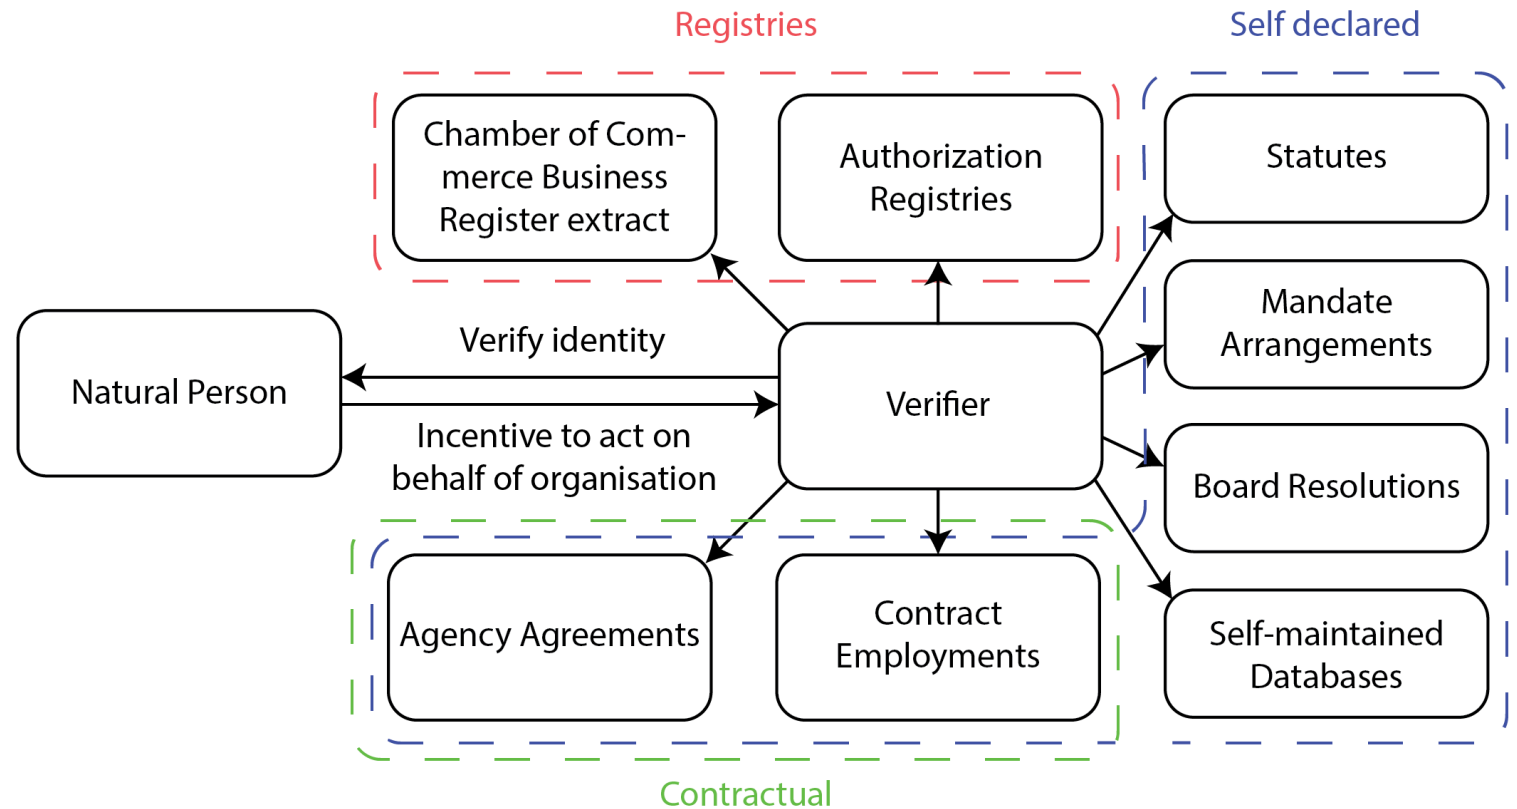 Registries
Self declared
Chamber of Com-
merce Business
Register extract
Authorization
Registries
Statutes
Mandate
Arrangements
Verify identity
Natural Person
Verifier
Incentive to act on
behalf of organisation
Board Resolutions
Agency Agreements
Contract
Employments
Self-maintained
Databases
Contractual